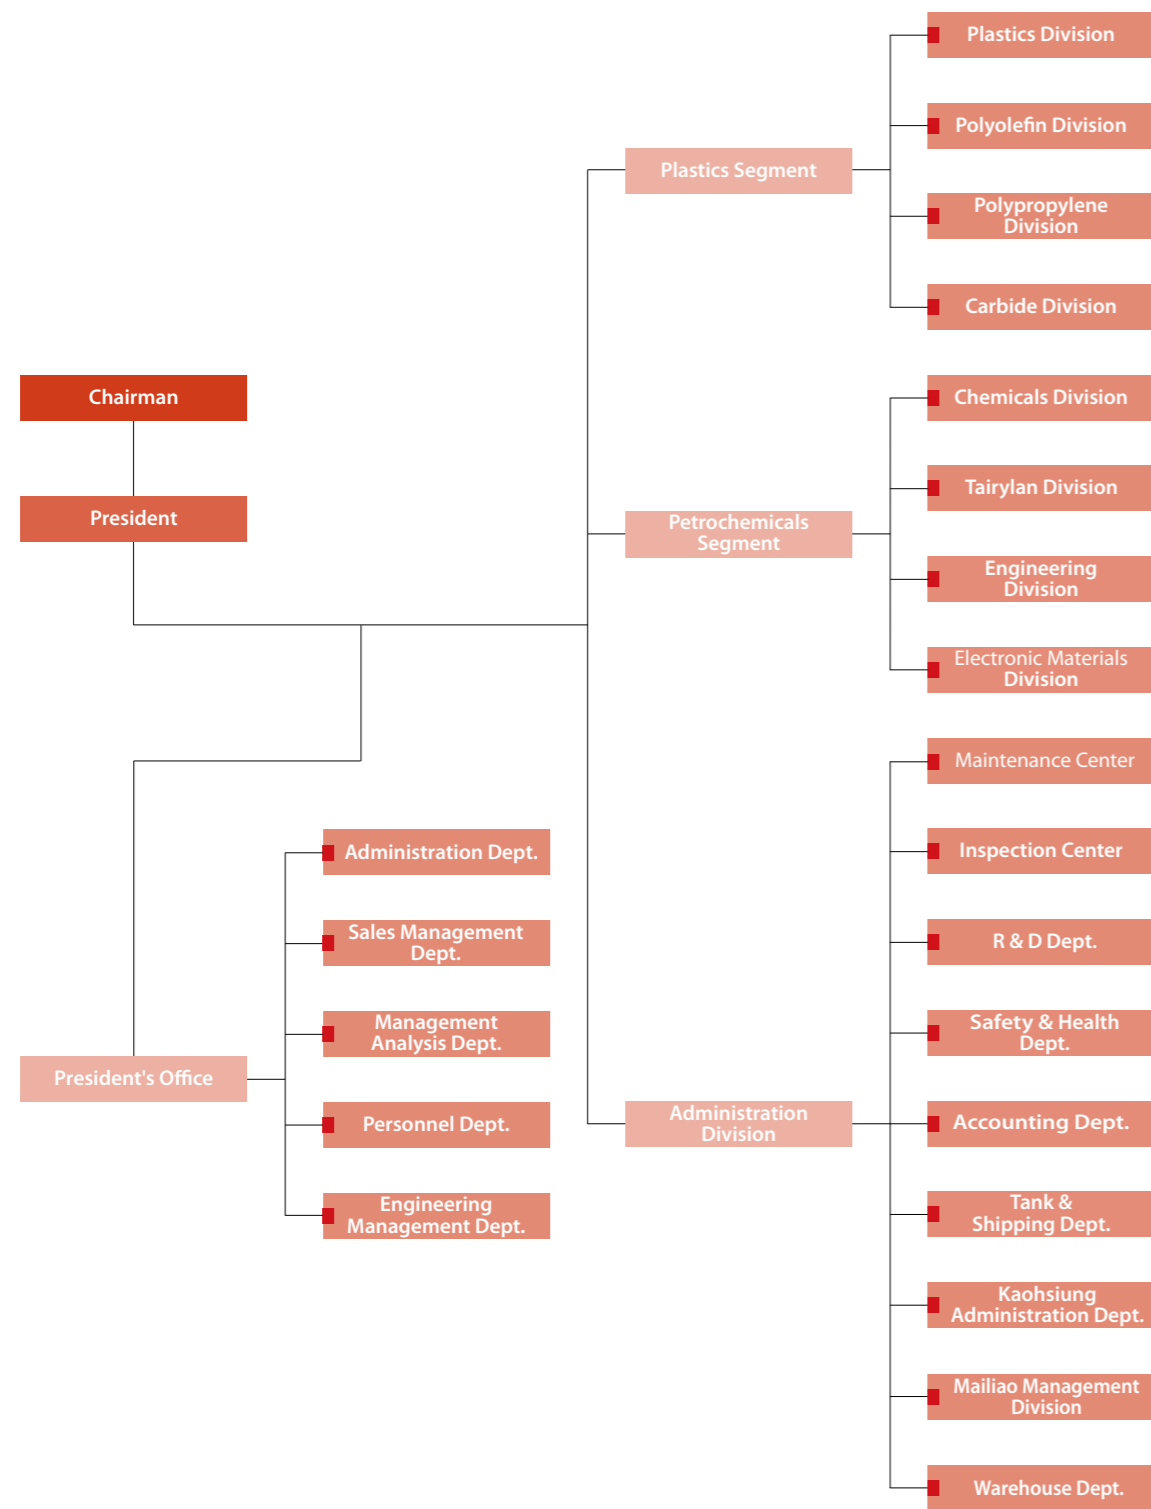 Chairman
President
President's Office
Administration Dept.
Sales Management
Dept.
Management
Analysis Dept.
Personnel Dept.
Engineering
Management Dept.
Plastics Segment
Plastics Division
Polyolefin Division
Polypropylene
Division
Carbide Division
Petrochemicals
Segment
Chemicals Division
Tairylan Division
Engineering
Division
Electronic Materials
Division
Administration
Division
Maintenance Center
Inspection Center
R & D Dept.
Safety & Health
Dept.
Accounting Dept.
Tank &
Shipping Dept.
Kaohsiung
Administration Dept.
Mailiao Management
Division
Warehouse Dept.